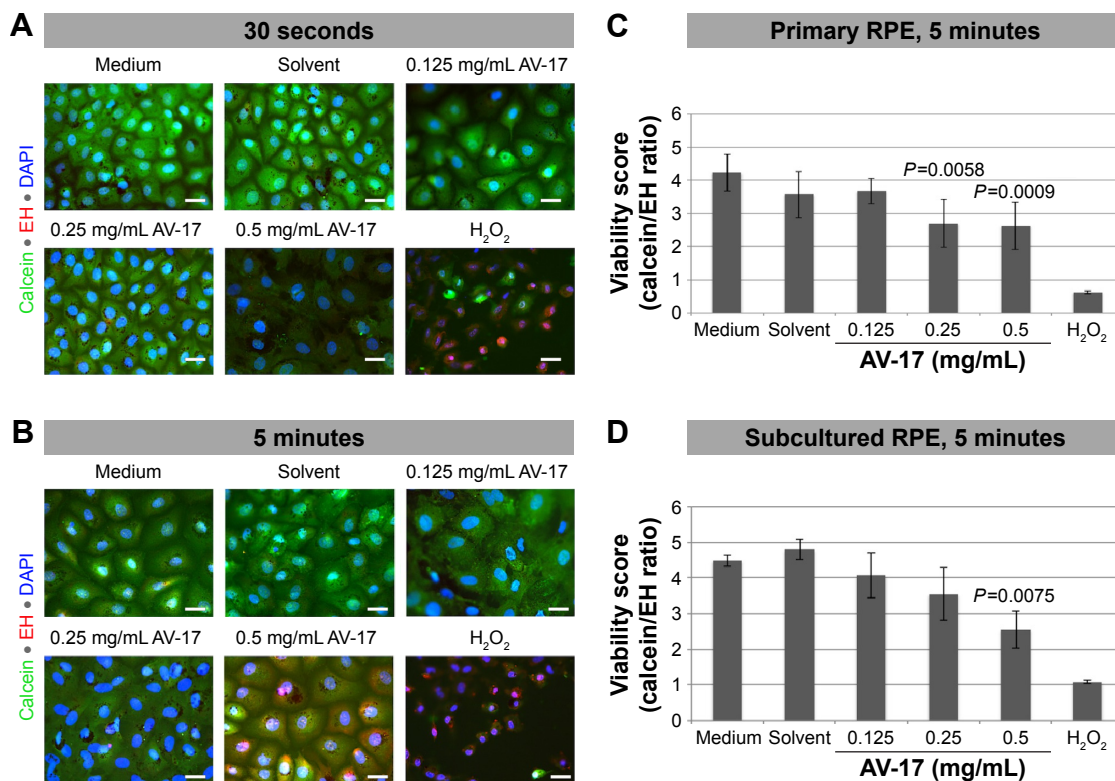 A
30 seconds
Medium
Solvent
0.125 mg/mL AV-17
0.25 mg/mL AV-17
0.5 mg/mL AV-17
H₂O₂
Calcein • EH • DAPI
B
5 minutes
Medium
Solvent
0.125 mg/mL AV-17
0.25 mg/mL AV-17
0.5 mg/mL AV-17
H₂O₂
Calcein • EH • DAPI
C
Primary RPE, 5 minutes
Viability score
(calcein/EH ratio)
6
5
4
3
2
1
0
P=0.0058
P=0.0009
Medium
Solvent
0.125
0.25
0.5
H₂O₂
AV-17 (mg/mL)
D
Subcultured RPE, 5 minutes
Viability score
(calcein/EH ratio)
6
5
4
3
2
1
0
P=0.0075
Medium
Solvent
0.125
0.25
0.5
H₂O₂
AV-17 (mg/mL)